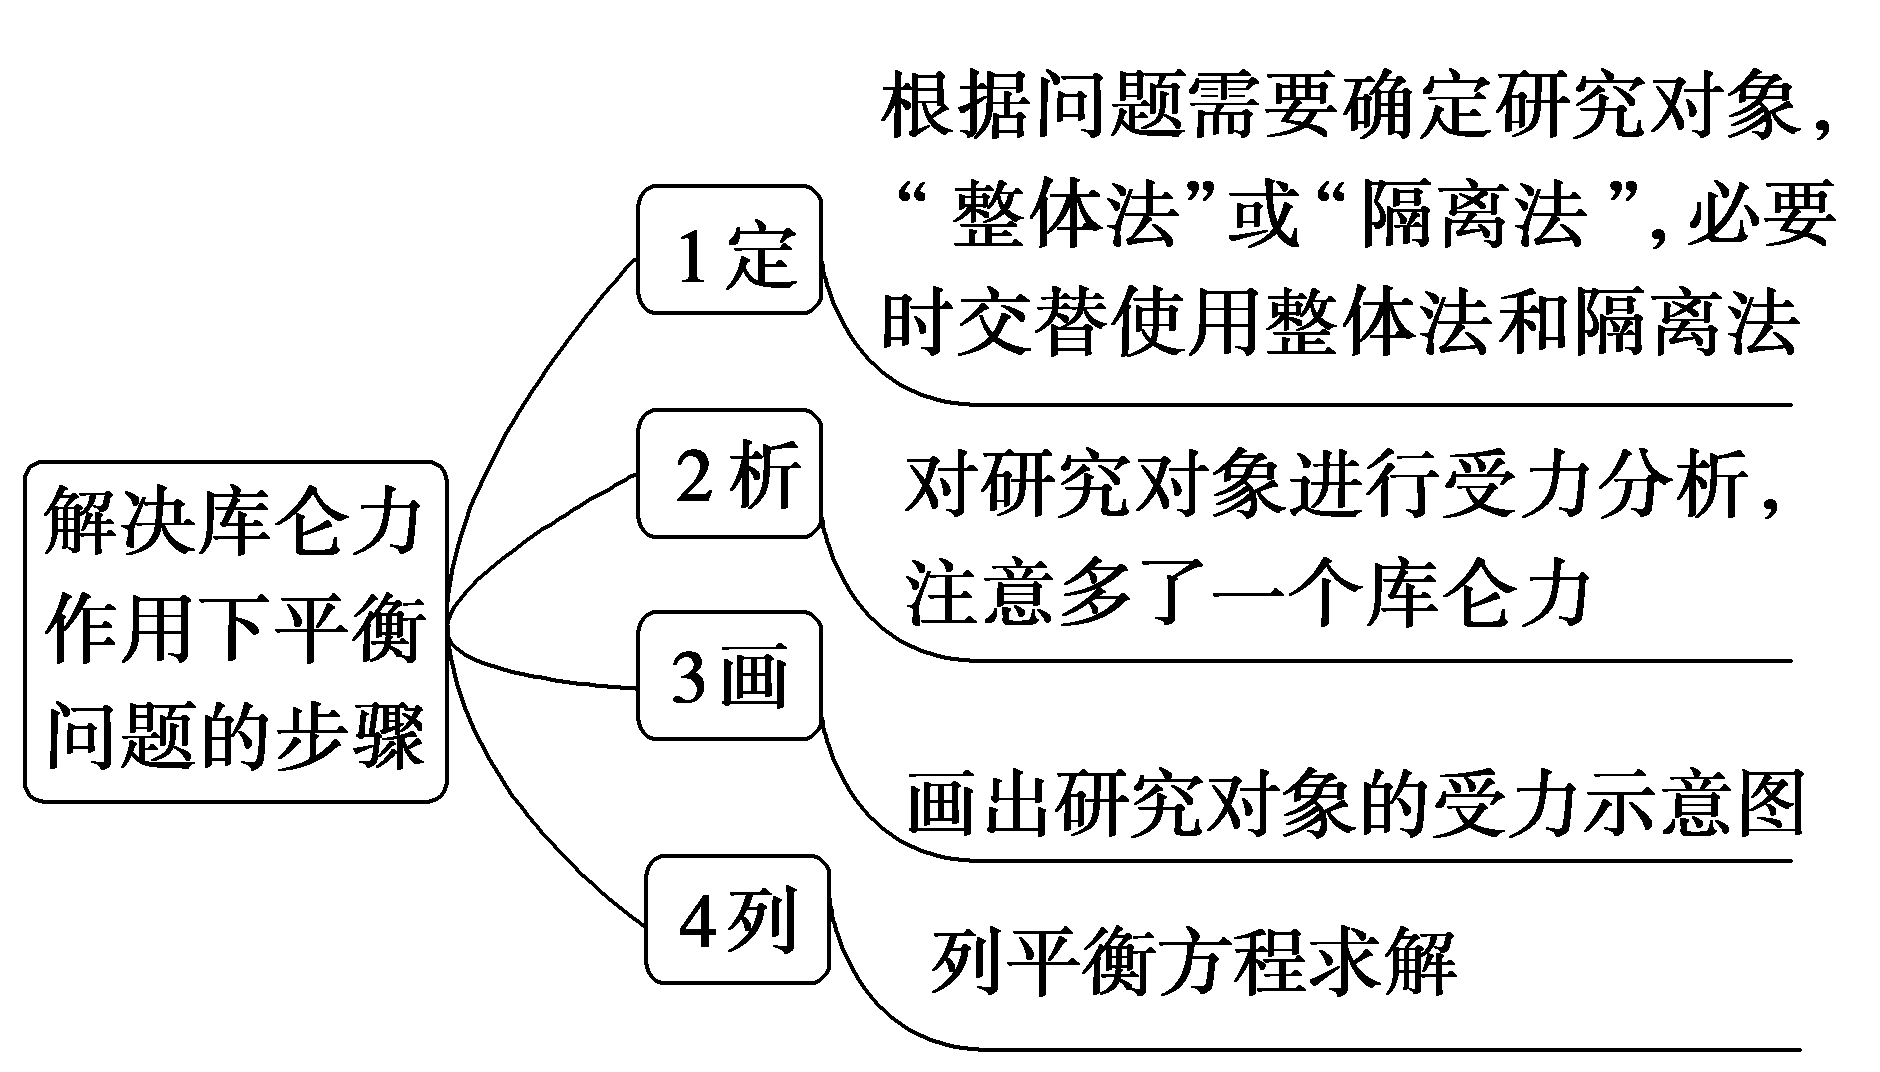 解决库仑力
作用下平衡
问题的步骤
1定
根据问题需要确定研究对象，
“整体法”或“隔离法”，必要
时交替使用整体法和隔离法
2析
对研究对象进行受力分析，
注意多了一个库仑力
3画
画出研究对象的受力示意图
4列
列平衡方程求解